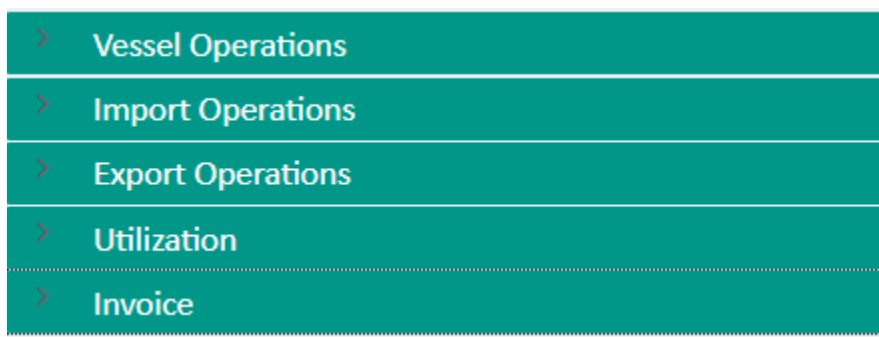 Vessel Operations
Import Operations
Export Operations
Utilization
Invoice